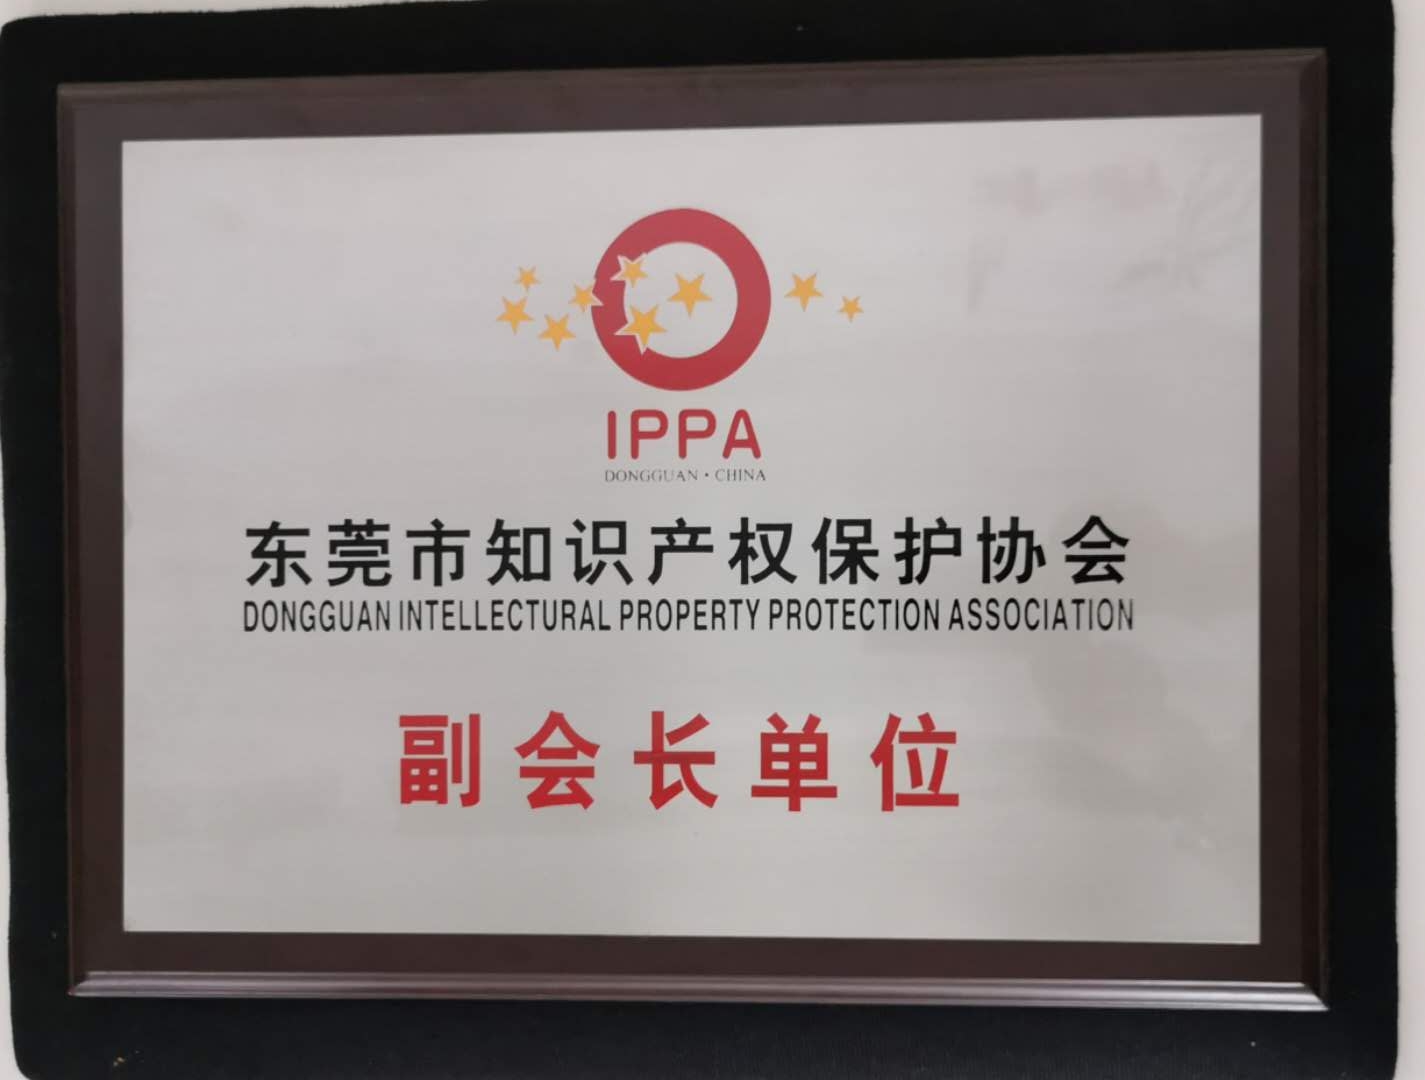 IPPA
DONGGUAN·CHINA
东莞市知识产权保护协会
DONGGUAN INTELLECTURAL PROPERTY PROTECTION ASSOCIATION
副会长单位